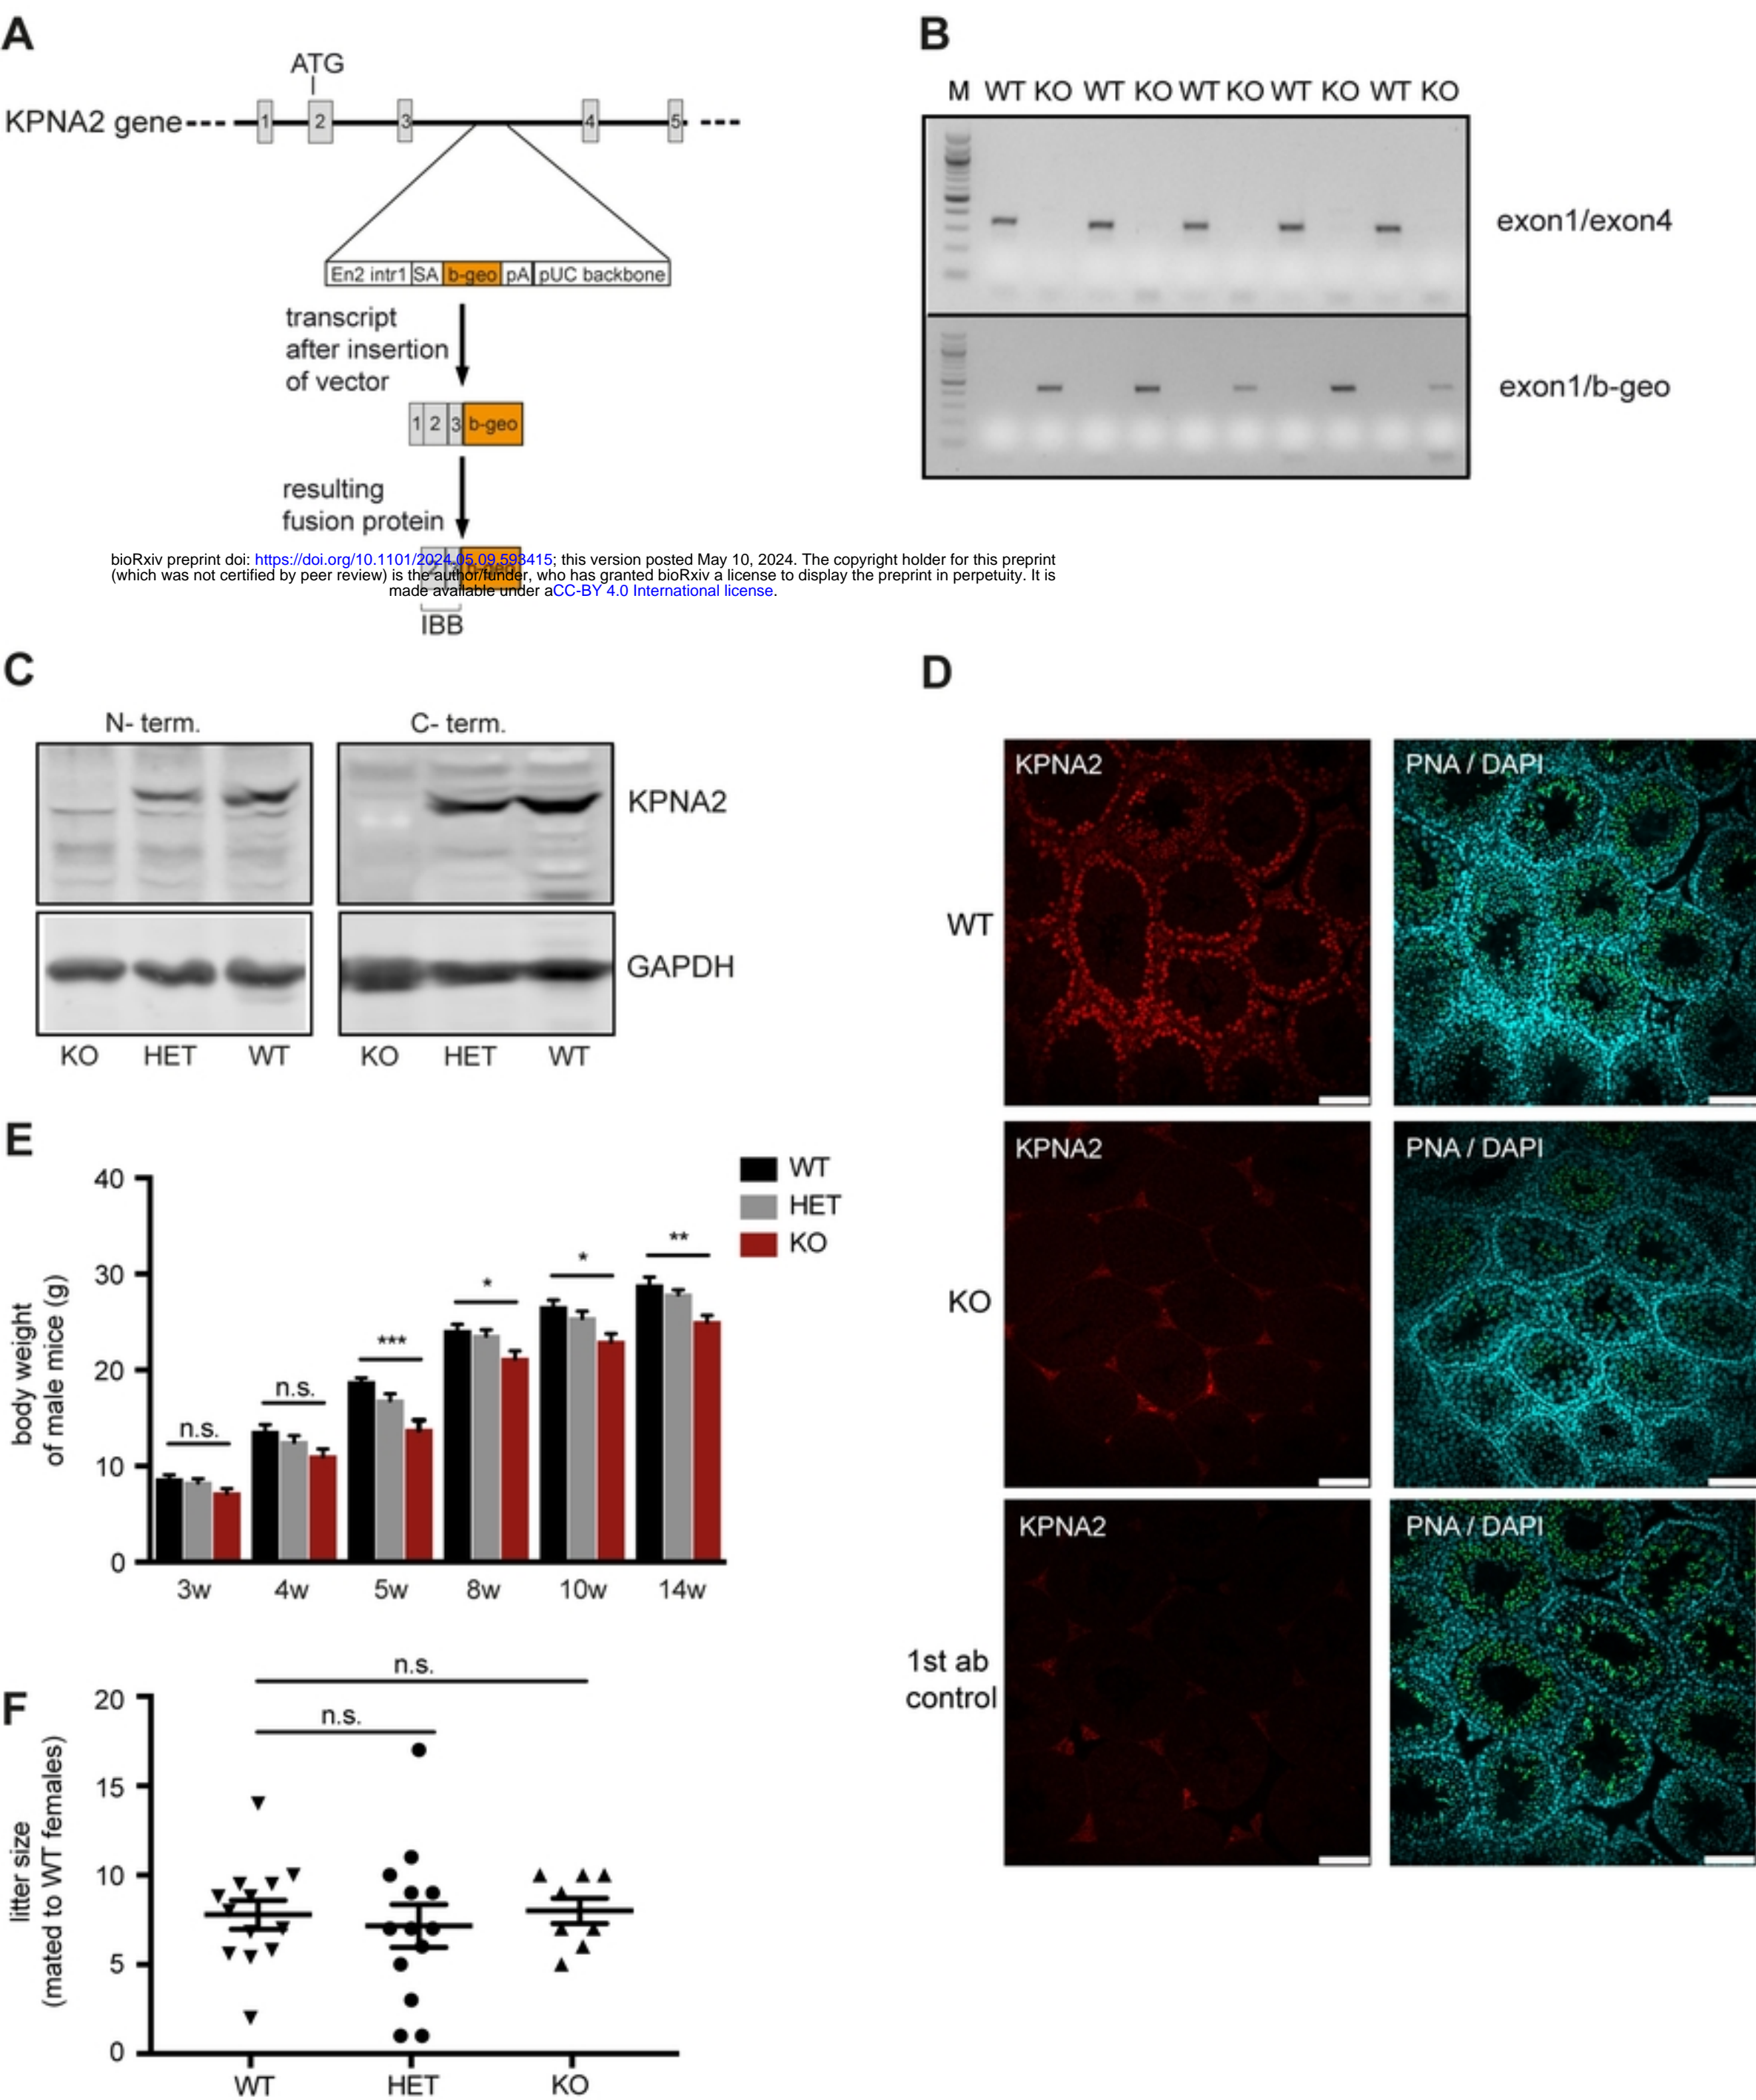 A
ATG
KPNA2 gene
1 2 3 4 5
En2 intr1 SA b-geo pA pUC backbone
transcript
after insertion
of vector
1 2 3 b-geo
resulting
fusion protein
bioRxiv preprint doi: https://doi.org/10.1101/2024.05.09.593415; this version posted May 10, 2024. The copyright holder for this preprint
(which was not certified by peer review) is the author/funder, who has granted bioRxiv a license to display the preprint in perpetuity. It is
made available under aCC-BY 4.0 International license.
IBB
B
M WT KO WT KO WT KO WT KO WT KO
exon1/exon4
exon1/b-geo
C
N- term. C- term.
KPNA2
GAPDH
KO HET WT KO HET WT
D
KPNA2 PNA / DAPI
WT
KPNA2 PNA / DAPI
KO
KPNA2 PNA / DAPI
1st ab
control
E
body weight
of male mice (g)
40
30
20
10
0
WT
HET
KO
n.s. n.s. *** * * **
3w 4w 5w 8w 10w 14w
F
litter size
(mated to WT females)
n.s.
n.s.
20
15
10
5
0
WT HET KO